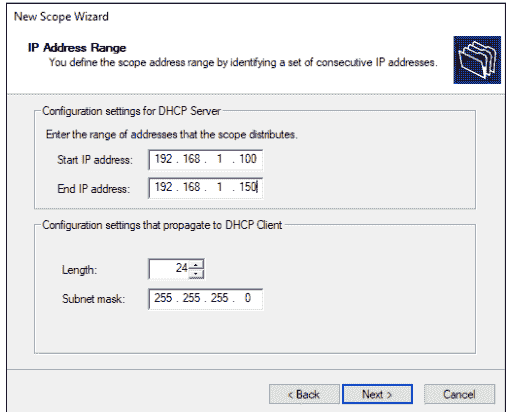 New Scope Wizard
IP Address Range
You define the scope address range by identifying a set of consecutive IP addresses.
Configuration settings for DHCP Server
Enter the range of addresses that the scope distributes.
Start IP address: 192 . 168 . 1 . 100
End IP address: 192 . 168 . 1 . 150
Configuration settings that propagate to DHCP Client
Length: 24
Subnet mask: 255 . 255 . 255 . 0
< Back Next > Cancel